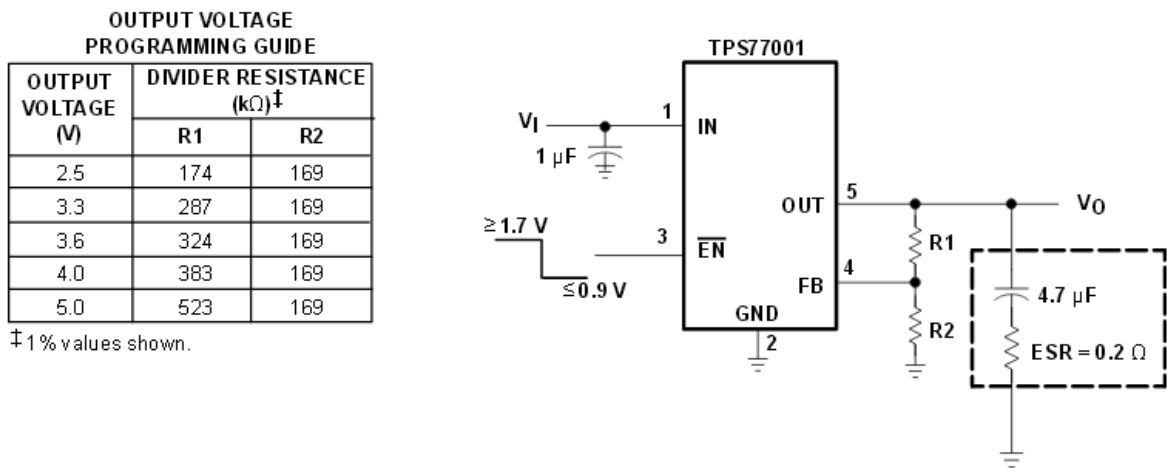 OUTPUT VOLTAGE
PROGRAMMING GUIDE
OUTPUT
VOLTAGE
(V)
DIVIDER RESISTANCE
(kΩ)‡
R1 R2
2.5 174 169
3.3 287 169
3.6 324 169
4.0 383 169
5.0 523 169
‡1% values shown.
TPS77001
VI
1 µF
1
IN
≥1.7 V
≤0.9 V
3
EN
GND
2
OUT
5
FB
4
R1
R2
VO
4.7 µF
ESR = 0.2 Ω